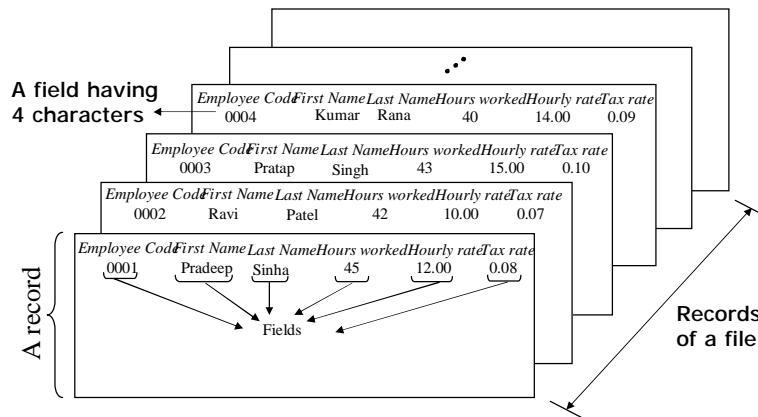 A field having
4 characters
Employee Code First Name Last Name Hours worked Hourly rate Tax rate
0004 Kumar Rana 40 14.00 0.09
Employee Code First Name Last Name Hours worked Hourly rate Tax rate
0003 Pratap Singh 43 15.00 0.10
Employee Code First Name Last Name Hours worked Hourly rate Tax rate
0002 Ravi Patel 42 10.00 0.07
Employee Code First Name Last Name Hours worked Hourly rate Tax rate
0001 Pradeep Sinha 45 12.00 0.08
Fields
A record
Records
of a file